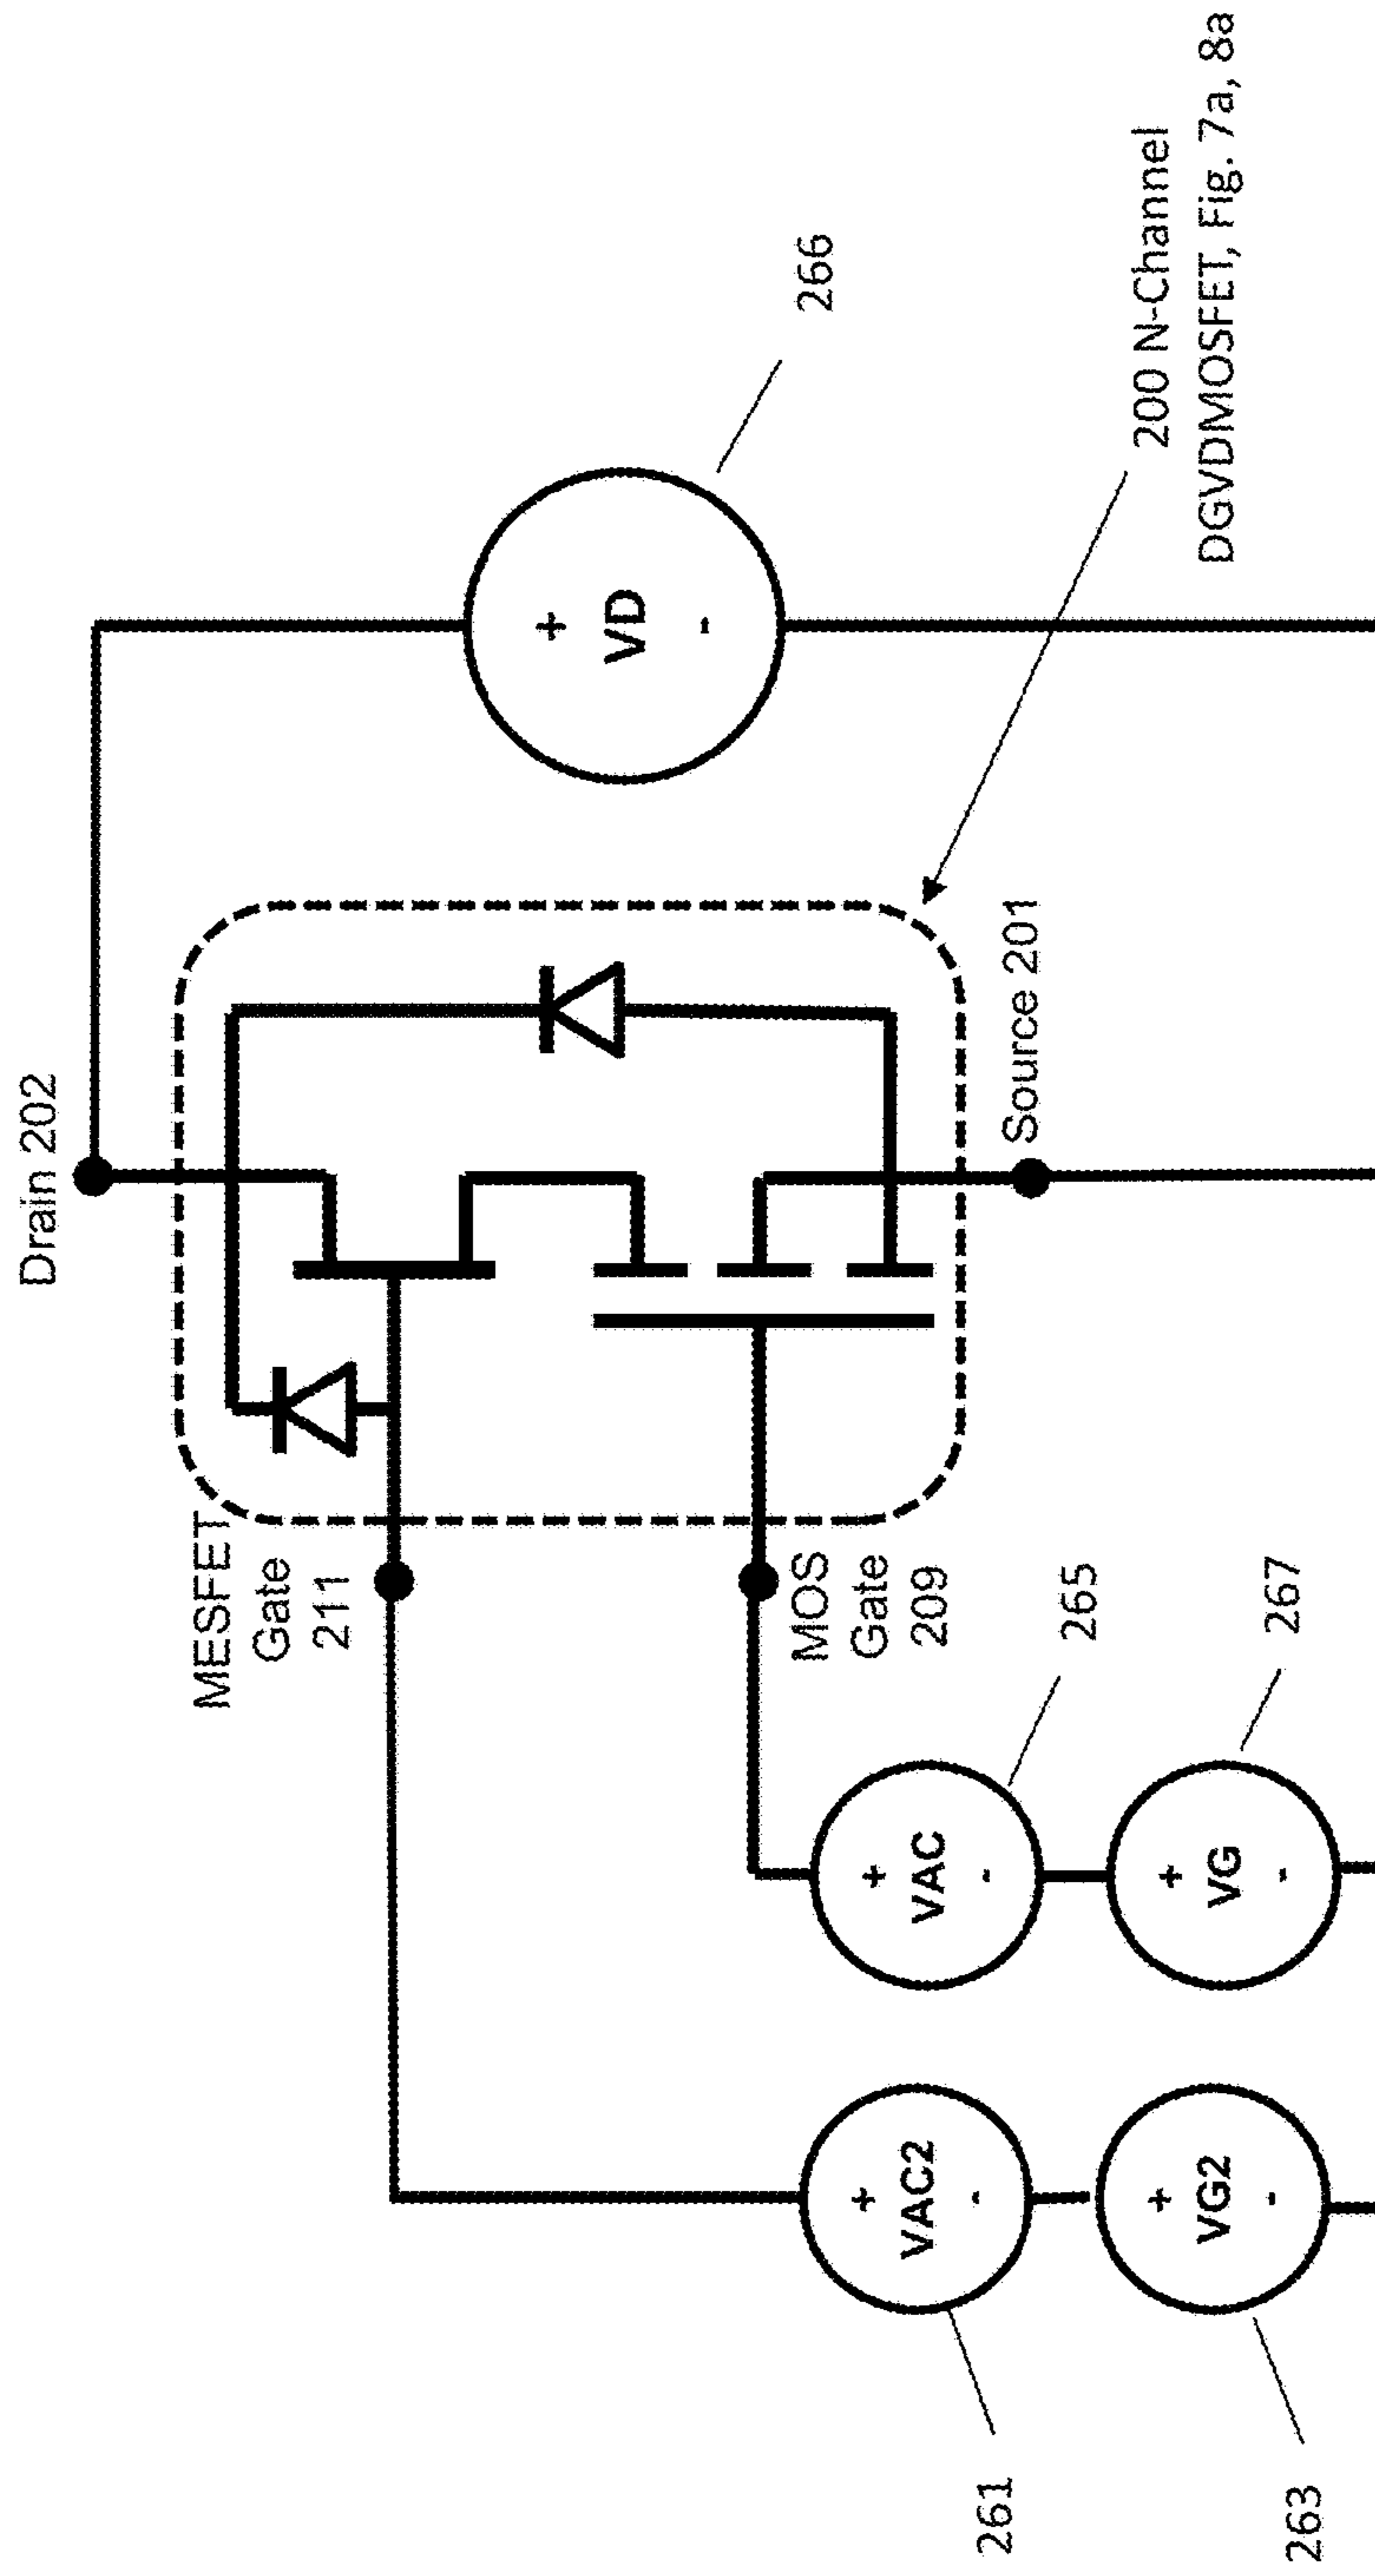 Drain 202
MESFET
Gate
211
+
VD
-
266
MOS
Gate
209
Source 201
200 N-Channel
DGVDMOSFET, Fig. 7a, 8a
+
VAC2
-
261
+
VAC
-
265
+
VG2
-
263
+
VG
-
267